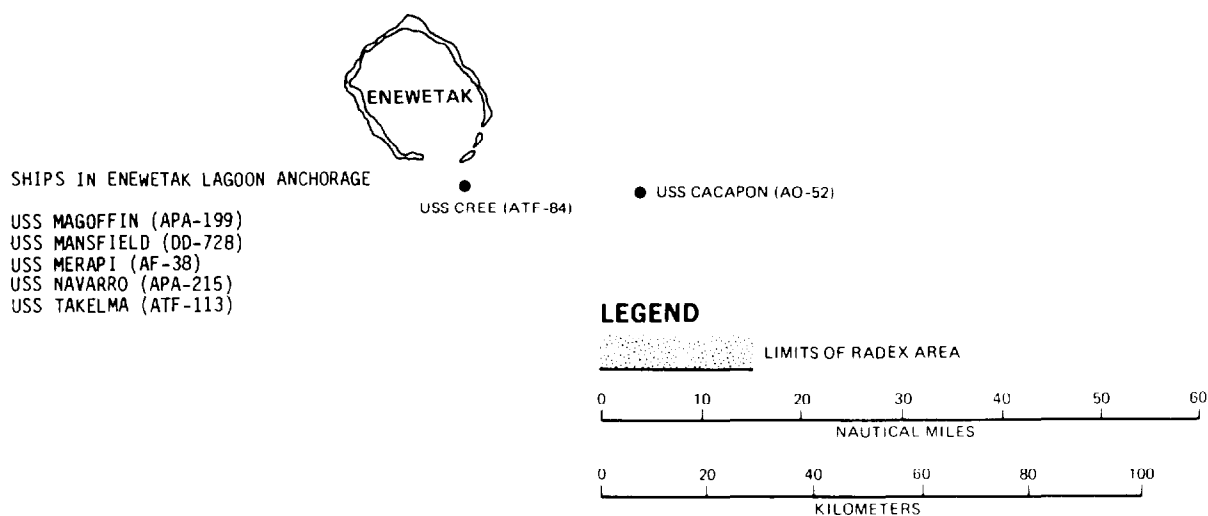 ENEWETAK
SHIPS IN ENEWETAK LAGOON ANCHORAGE
USS MAGOFFIN (APA-199)
USS MANSFIELD (DD-728)
USS MERAPI (AF-38)
USS NAVARRO (APA-215)
USS TAKELMA (ATF-113)
USS CREE (ATF-84)
USS CACAPON (AO-52)
LEGEND
LIMITS OF RADEX AREA
0 10 20 30 40 50 60
NAUTICAL MILES
0 20 40 60 80 100
KILOMETERS